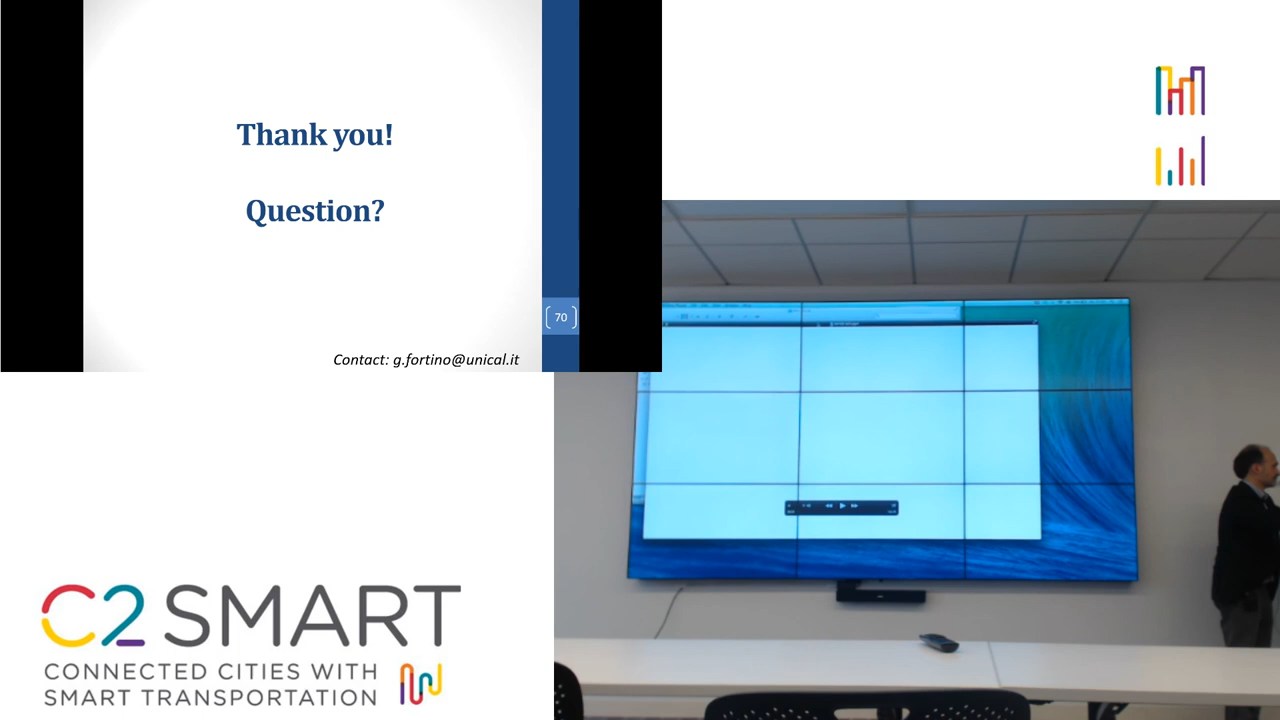 Thank you!
Question?
70
Contact: g.fortino@unical.it
C2 SMART
CONNECTED CITIES WITH
SMART TRANSPORTATION